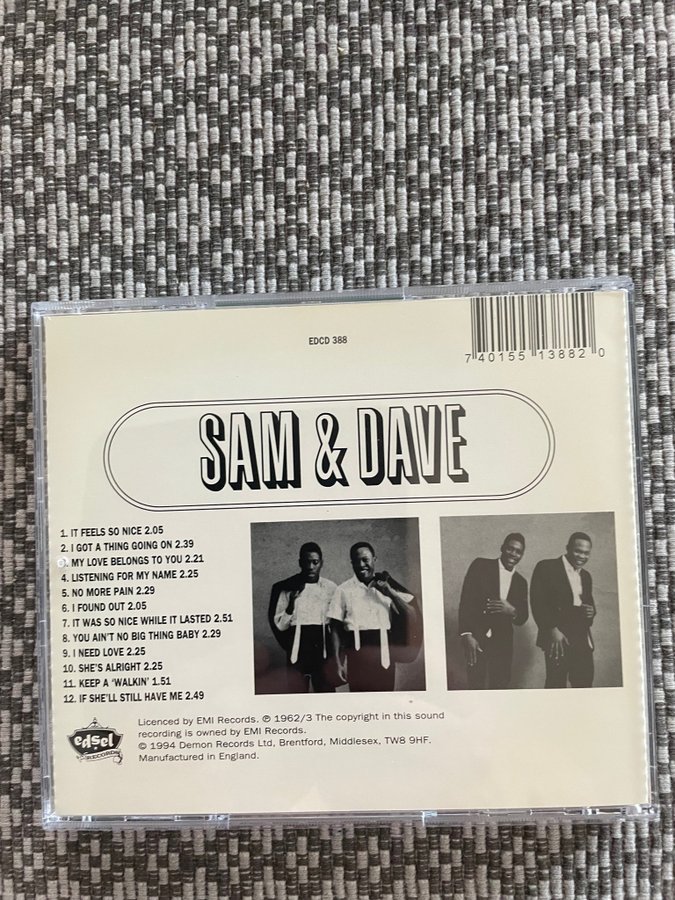 EDCD 388
7 40155 13882 0
SAM & DAVE
1. IT FEELS SO NICE 2.05
2. I GOT A THING GOING ON 2.39
3. MY LOVE BELONGS TO YOU 2.21
4. LISTENING FOR MY NAME 2.25
5. NO MORE PAIN 2.29
6. I FOUND OUT 2.05
7. IT WAS SO NICE WHILE IT LASTED 2.51
8. YOU AIN'T NO BIG THING BABY 2.29
9. I NEED LOVE 2.25
10. SHE'S ALRIGHT 2.25
11. KEEP A 'WALKIN' 1.51
12. IF SHE'LL STILL HAVE ME 2.49
edsel
RECORDS
Licenced by EMI Records. ℗ 1962/3 The copyright in this sound
recording is owned by EMI Records.
© 1994 Demon Records Ltd, Brentford, Middlesex, TW8 9HF.
Manufactured in England.